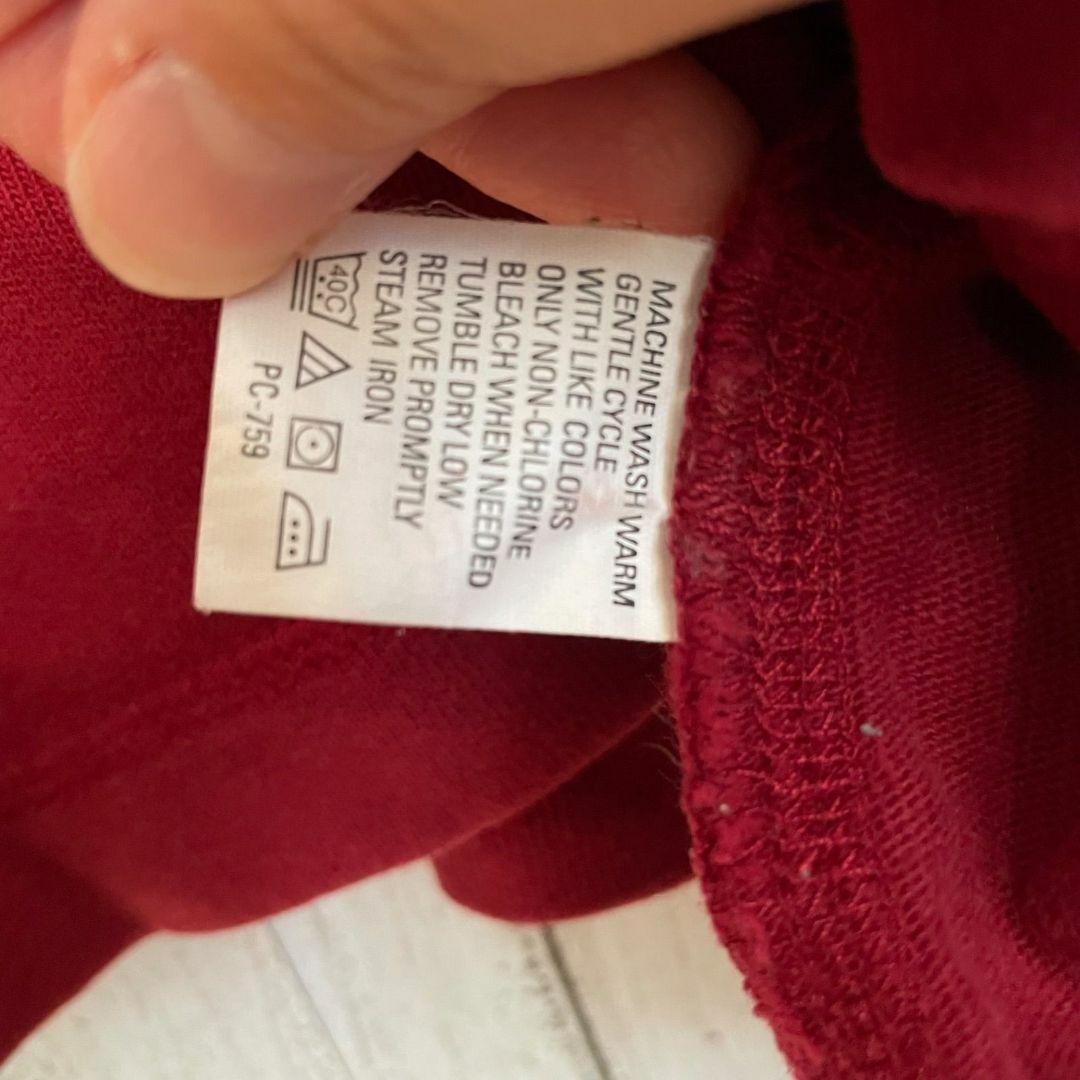 MACHINE WASH WARM
GENTLE CYCLE
WITH LIKE COLORS
ONLY NON-CHLORINE
BLEACH WHEN NEEDED
TUMBLE DRY LOW
REMOVE PROMPTLY
STEAM IRON
40C
PC-759